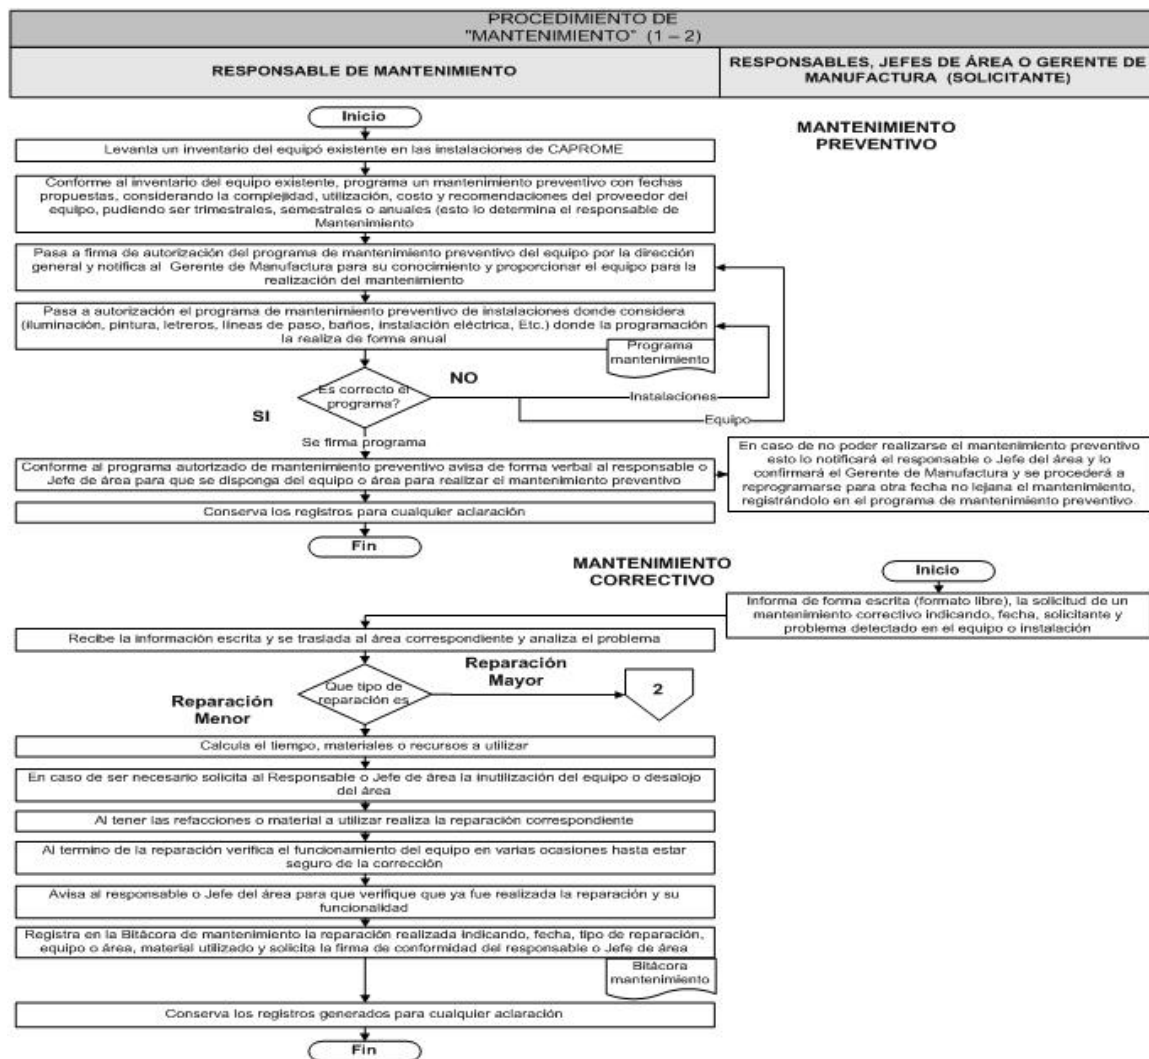 PROCEDIMIENTO DE
"MANTENIMIENTO" (1 – 2)
RESPONSABLE DE MANTENIMIENTO
RESPONSABLES, JEFES DE ÁREA O GERENTE DE
MANUFACTURA (SOLICITANTE)
Inicio
MANTENIMIENTO
PREVENTIVO
Levanta un inventario del equipó existente en las instalaciones de CAPROME
Conforme al inventario del equipo existente, programa un mantenimiento preventivo con fechas
propuestas, considerando la complejidad, utilización, costo y recomendaciones del proveedor del
equipo, pudiendo ser trimestrales, semestrales o anuales (esto lo determina el responsable de
Mantenimiento
Pasa a firma de autorización del programa de mantenimiento preventivo del equipo por la dirección
general y notifica al Gerente de Manufactura para su conocimiento y proporcionar el equipo para la
realización del mantenimiento
Pasa a autorización el programa de mantenimiento preventivo de instalaciones donde considera
(iluminación, pintura, letreros, líneas de paso, baños, instalación eléctrica, Etc.) donde la programación
la realiza de forma anual
Programa
mantenimiento
Es correcto el
programa?
NO
Instalaciones
Equipo
SI
Se firma programa
Conforme al programa autorizado de mantenimiento preventivo avisa de forma verbal al responsable o
Jefe de área para que se disponga del equipo o área para realizar el mantenimiento preventivo
En caso de no poder realizarse el mantenimiento preventivo
esto lo notificará el responsable o Jefe del área y lo
confirmará el Gerente de Manufactura y se procederá a
reprogramarse para otra fecha no lejana el mantenimiento,
registrándolo en el programa de mantenimiento preventivo
Conserva los registros para cualquier aclaración
Fin
MANTENIMIENTO
CORRECTIVO
Inicio
Informa de forma escrita (formato libre), la solicitud de un
mantenimiento correctivo indicando, fecha, solicitante y
problema detectado en el equipo o instalación
Recibe la información escrita y se traslada al área correspondiente y analiza el problema
Que tipo de
reparación es
Reparación
Mayor
2
Reparación
Menor
Calcula el tiempo, materiales o recursos a utilizar
En caso de ser necesario solicita al Responsable o Jefe de área la inutilización del equipo o desalojo
del área
Al tener las refacciones o material a utilizar realiza la reparación correspondiente
Al termino de la reparación verifica el funcionamiento del equipo en varias ocasiones hasta estar
seguro de la corrección
Avisa al responsable o Jefe del área para que verifique que ya fue realizada la reparación y su
funcionalidad
Registra en la Bitácora de mantenimiento la reparación realizada indicando, fecha, tipo de reparación,
equipo o área, material utilizado y solicita la firma de conformidad del responsable o Jefe de área
Bitácora
mantenimiento
Conserva los registros generados para cualquier aclaración
Fin